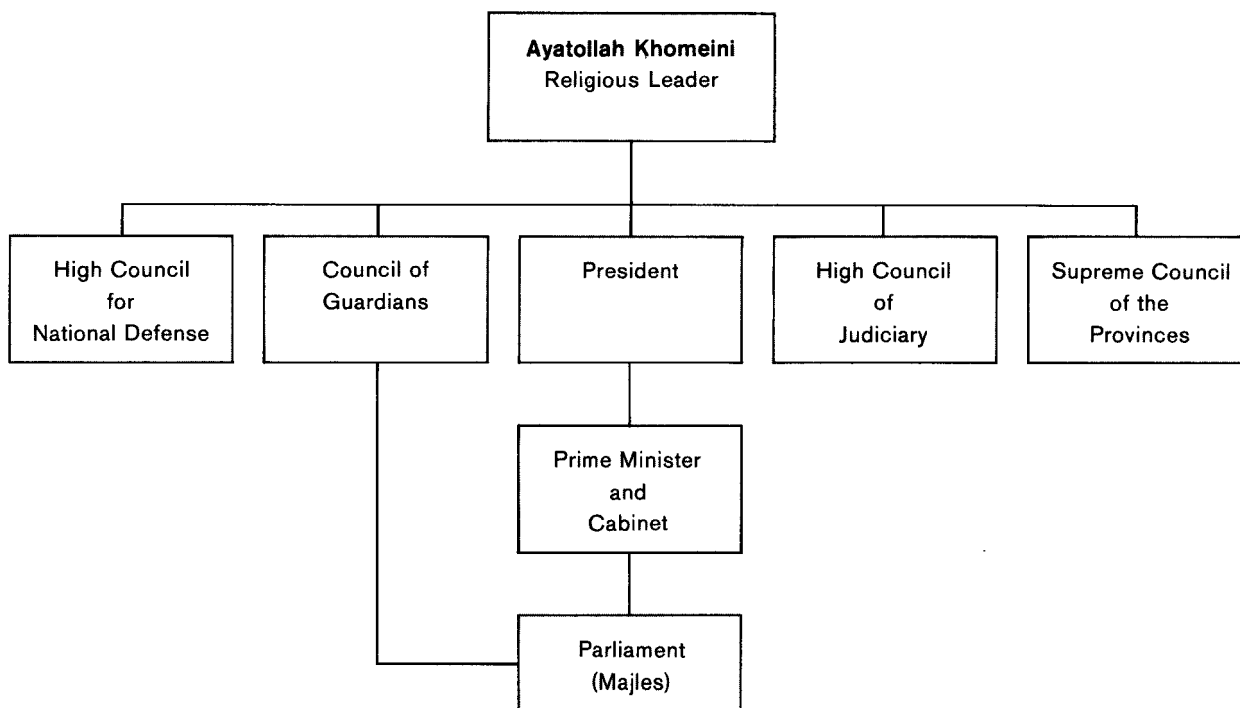 Ayatollah Khomeini
Religious Leader
High Council
for
National Defense
Council of
Guardians
President
High Council
of
Judiciary
Supreme Council
of the
Provinces
Prime Minister
and
Cabinet
Parliament
(Majles)